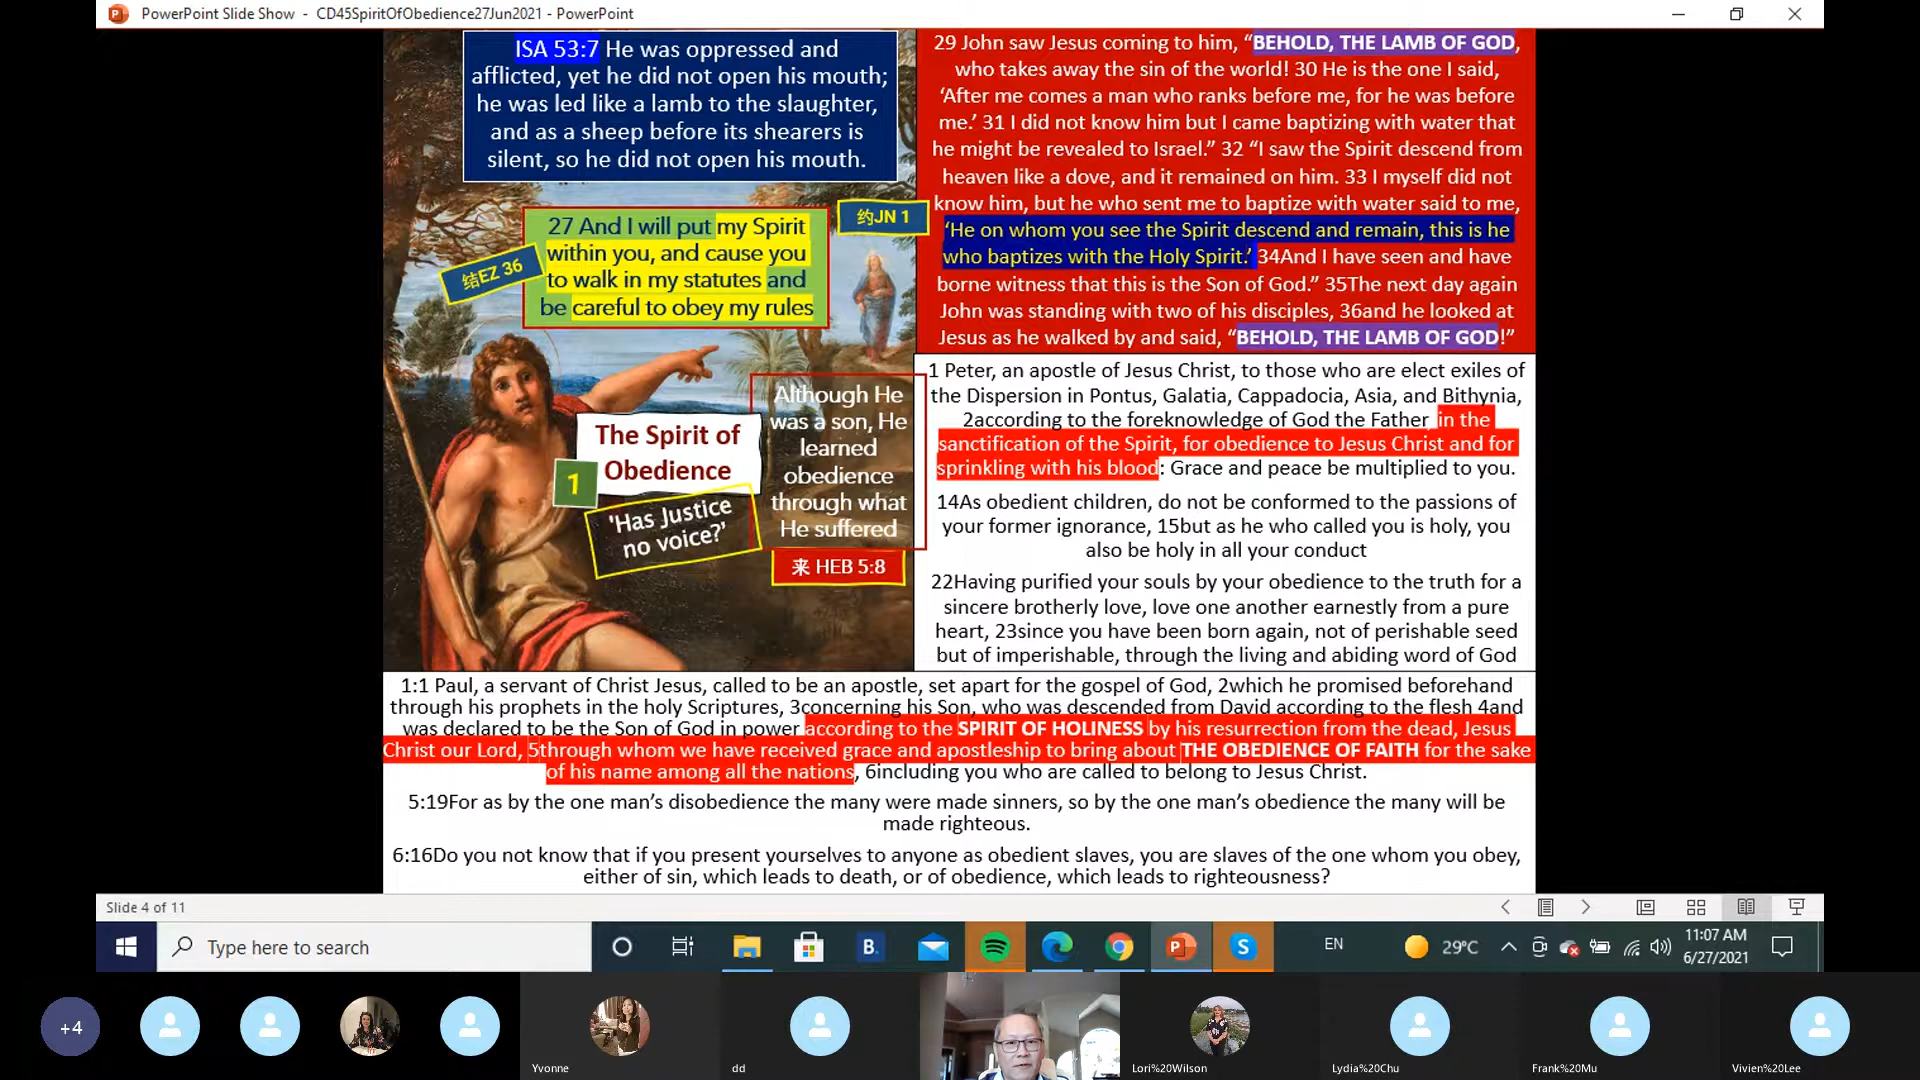 PowerPoint Slide Show - CD45SpiritOfObedience27Jun2021 - PowerPoint
ISA 53:7 He was oppressed and
afflicted, yet he did not open his mouth;
he was led like a lamb to the slaughter,
and as a sheep before its shearers is
silent, so he did not open his mouth.
27 And I will put my Spirit
within you, and cause you
to walk in my statutes and
be careful to obey my rules
约JN 1
结EZ 36
The Spirit of
Obedience
1
'Has Justice
no voice?'
Although He
was a son, He
learned
obedience
through what
He suffered
来 HEB 5:8
29 John saw Jesus coming to him, “BEHOLD, THE LAMB OF GOD,
who takes away the sin of the world! 30 He is the one I said,
‘After me comes a man who ranks before me, for he was before
me.’ 31 I did not know him but I came baptizing with water that
he might be revealed to Israel.” 32 “I saw the Spirit descend from
heaven like a dove, and it remained on him. 33 I myself did not
know him, but he who sent me to baptize with water said to me,
‘He on whom you see the Spirit descend and remain, this is he
who baptizes with the Holy Spirit.’ 34And I have seen and have
borne witness that this is the Son of God.” 35The next day again
John was standing with two of his disciples, 36and he looked at
Jesus as he walked by and said, “BEHOLD, THE LAMB OF GOD!”
1 Peter, an apostle of Jesus Christ, to those who are elect exiles of
the Dispersion in Pontus, Galatia, Cappadocia, Asia, and Bithynia,
2according to the foreknowledge of God the Father, in the
sanctification of the Spirit, for obedience to Jesus Christ and for
sprinkling with his blood: Grace and peace be multiplied to you.
14As obedient children, do not be conformed to the passions of
your former ignorance, 15but as he who called you is holy, you
also be holy in all your conduct
22Having purified your souls by your obedience to the truth for a
sincere brotherly love, love one another earnestly from a pure
heart, 23since you have been born again, not of perishable seed
but of imperishable, through the living and abiding word of God
1:1 Paul, a servant of Christ Jesus, called to be an apostle, set apart for the gospel of God, 2which he promised beforehand
through his prophets in the holy Scriptures, 3concerning his Son, who was descended from David according to the flesh 4and
was declared to be the Son of God in power according to the SPIRIT OF HOLINESS by his resurrection from the dead, Jesus
Christ our Lord, 5through whom we have received grace and apostleship to bring about THE OBEDIENCE OF FAITH for the sake
of his name among all the nations, 6including you who are called to belong to Jesus Christ.
5:19For as by the one man’s disobedience the many were made sinners, so by the one man’s obedience the many will be
made righteous.
6:16Do you not know that if you present yourselves to anyone as obedient slaves, you are slaves of the one whom you obey,
either of sin, which leads to death, or of obedience, which leads to righteousness?
Slide 4 of 11
Type here to search
B.
EN
29°C
11:07 AM
6/27/2021
+4
Yvonne
dd
Lori%20Wilson
Lydia%20Chu
Frank%20Mu
Vivien%20Lee